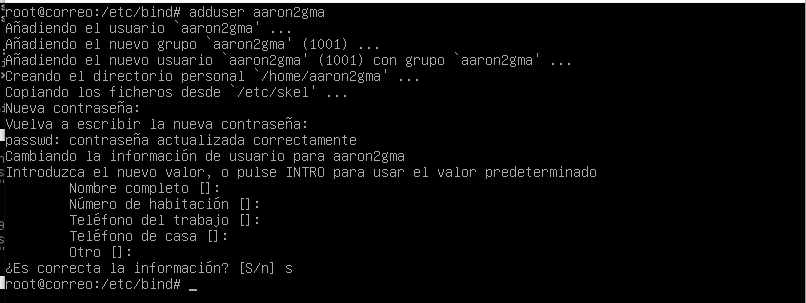 root@correo:/etc/bind# adduser aaron2gma
Añadiendo el usuario `aaron2gma' ...
Añadiendo el nuevo grupo `aaron2gma' (1001) ...
Añadiendo el nuevo usuario `aaron2gma' (1001) con grupo `aaron2gma' ...
Creando el directorio personal `/home/aaron2gma' ...
Copiando los ficheros desde `/etc/skel' ...
Nueva contraseña:
Vuelva a escribir la nueva contraseña:
passwd: contraseña actualizada correctamente
Cambiando la información de usuario para aaron2gma
Introduzca el nuevo valor, o pulse INTRO para usar el valor predeterminado
Nombre completo []:
Número de habitación []:
Teléfono del trabajo []:
Teléfono de casa []:
Otro []:
¿Es correcta la información? [S/n] s
root@correo:/etc/bind# _